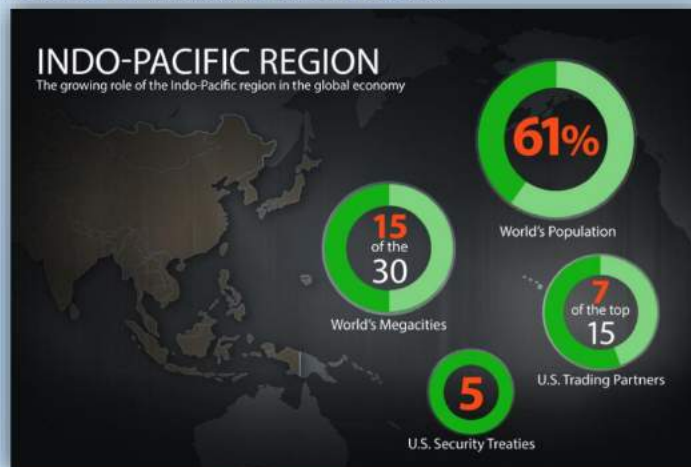 INDO-PACIFIC REGION
The growing role of the Indo-Pacific region in the global economy
61%
World's Population
15
of the
30
World's Megacities
7
of the top
15
U.S. Trading Partners
5
U.S. Security Treaties